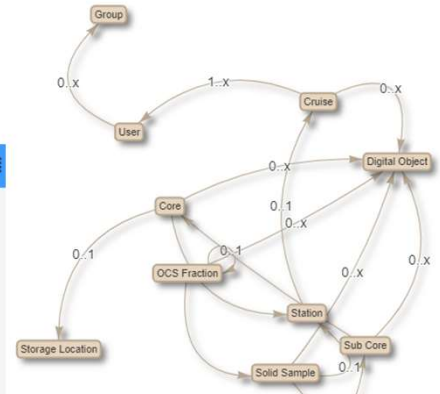 Group
0..x
1..x
0..x
Cruise
User
Digital Object
0..x
Core
0..1
0..x
0..1
0..1
0..x
0..x
OCS Fraction
Station
Storage Location
Sub Core
0..1
Solid Sample